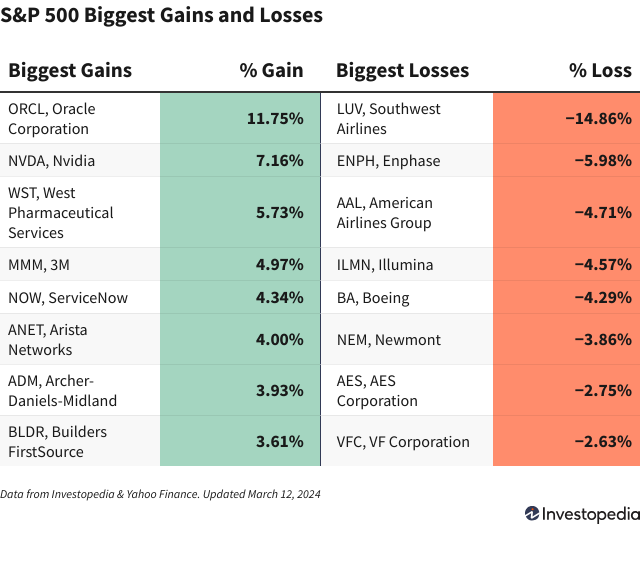 S&P 500 Biggest Gains and Losses
Biggest Gains % Gain Biggest Losses % Loss
ORCL, Oracle
Corporation
11.75%
LUV, Southwest
Airlines
−14.86%
NVDA, Nvidia 7.16% ENPH, Enphase −5.98%
WST, West
Pharmaceutical
Services
5.73%
AAL, American
Airlines Group
−4.71%
MMM, 3M 4.97% ILMN, Illumina −4.57%
NOW, ServiceNow 4.34% BA, Boeing −4.29%
ANET, Arista
Networks
4.00%
NEM, Newmont
−3.86%
ADM, Archer-
Daniels-Midland
3.93%
AES, AES
Corporation
−2.75%
BLDR, Builders
FirstSource
3.61%
VFC, VF Corporation
−2.63%
Data from Investopedia & Yahoo Finance. Updated March 12, 2024
Investopedia